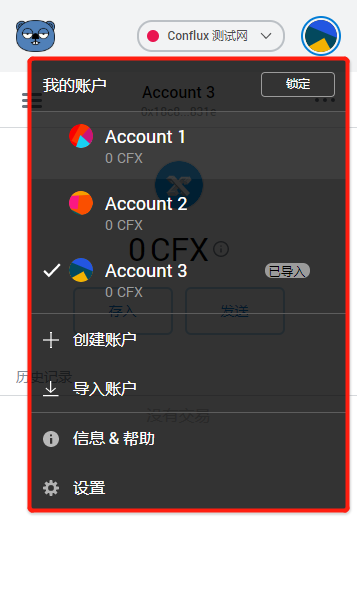 Conflux 测试网
我的账户
锁定
Account 3
Account 1
0 CFX
Account 2
0 CFX
0 CFX
Account 3
已导入
0 CFX
存入
发送
创建账户
历史记录
导入账户
没有交易
信息 & 帮助
设置